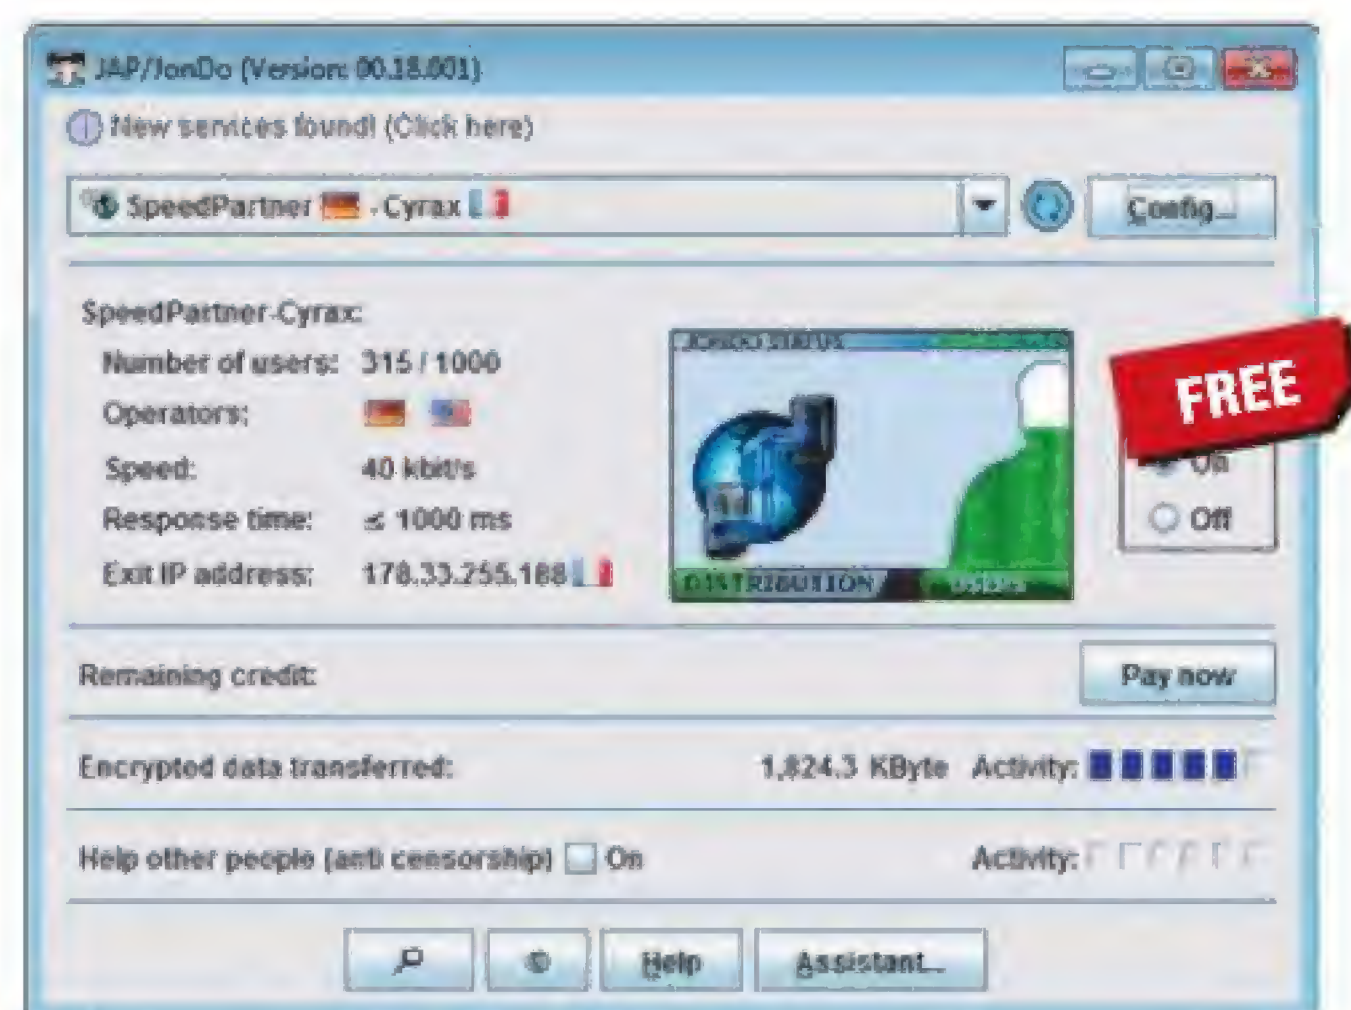 JAP/JonDo (Version: 00.18.001)
New services found! (Click here)
SpeedPartner - Cyrax
Config...
SpeedPartner-Cyrax:
Number of users: 315 / 1000
Operators:
Speed: 40 kbit/s
Response time: ≤ 1000 ms
Exit IP address: 178.33.255.188
JONDO STATUS
DISTRIBUTION
FREE
On
Off
Remaining credit:
Pay now
Encrypted data transferred: 1,824.3 KByte Activity:
Help other people (anti censorship) On Activity:
Help
Assistant...